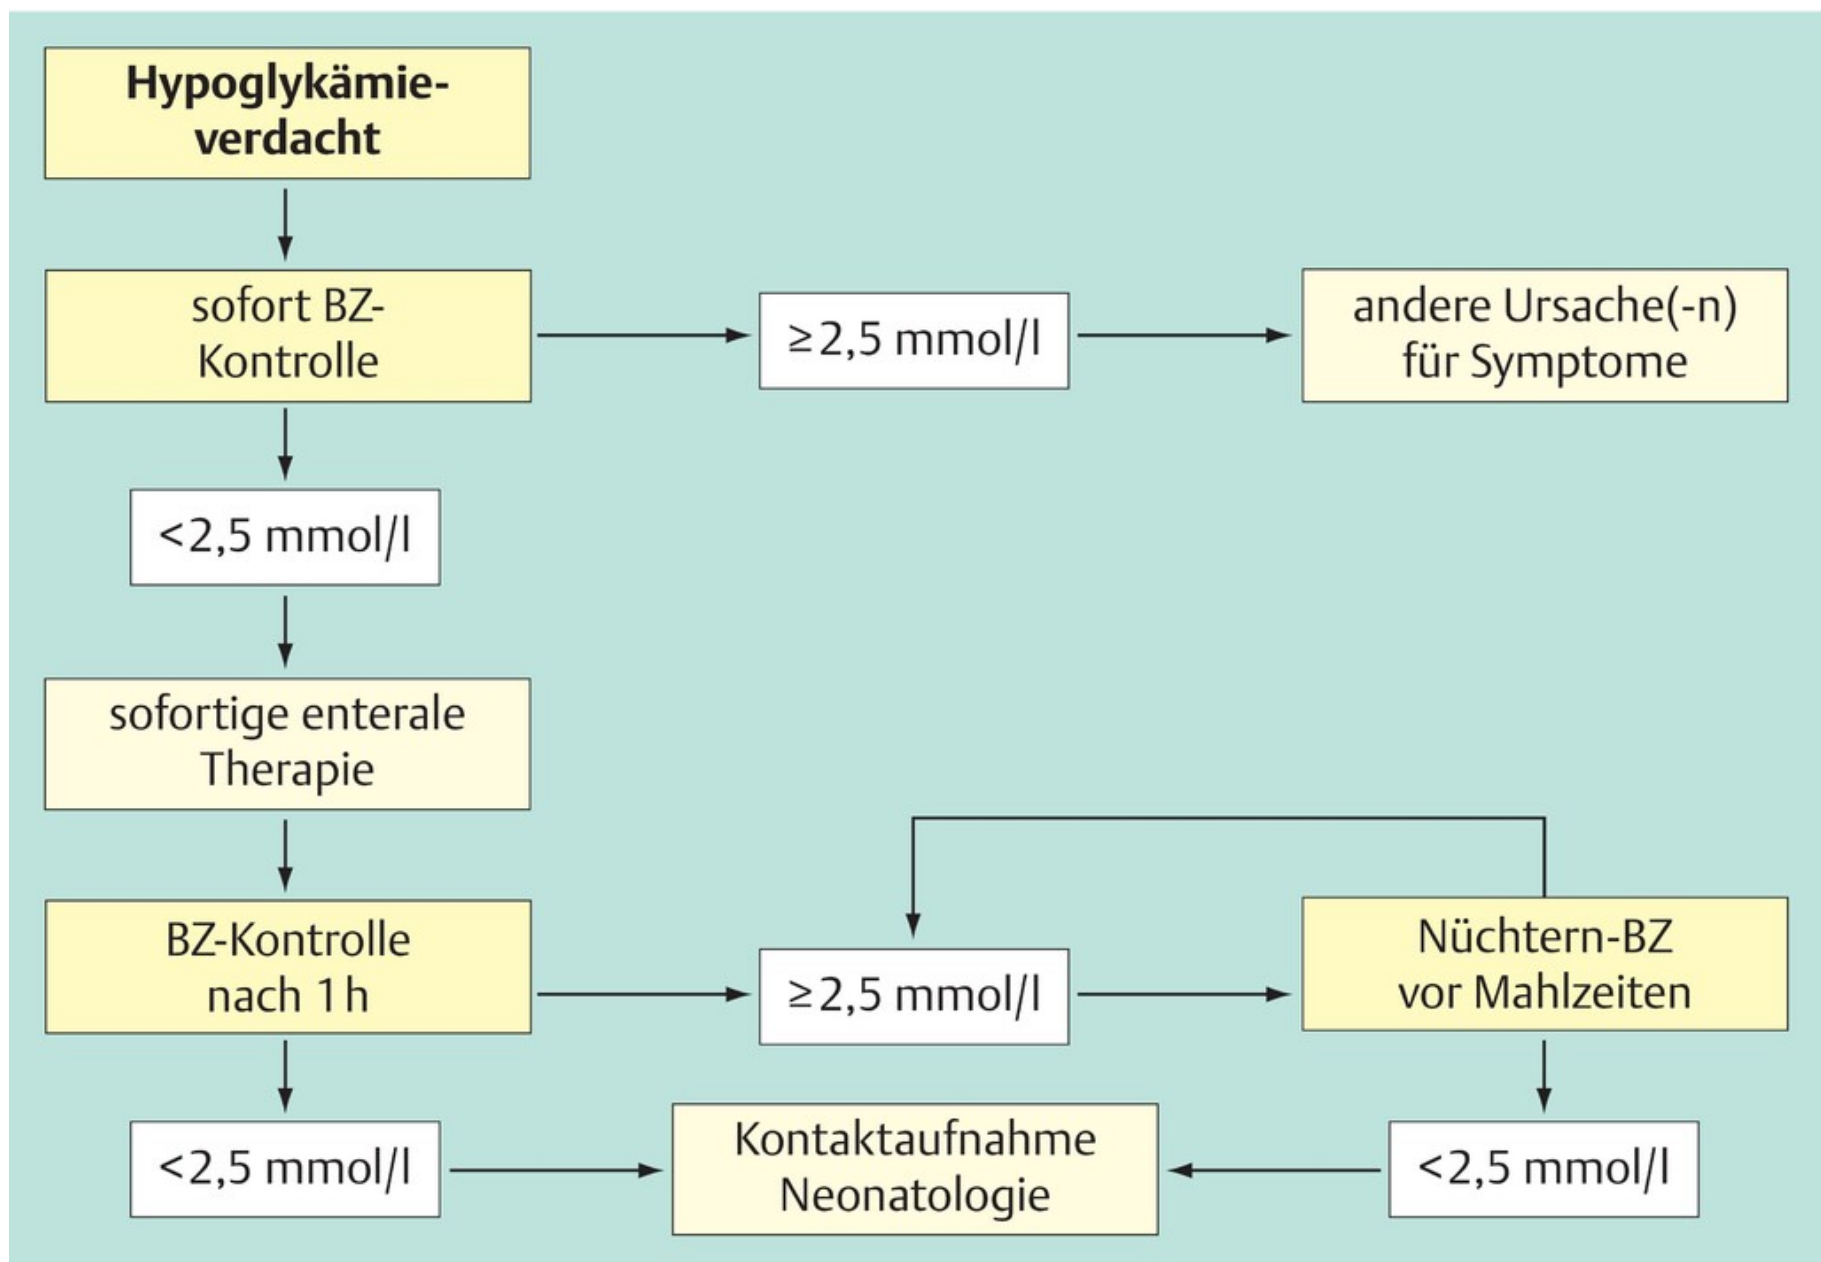 Hypoglykämie-
verdacht
sofort BZ-
Kontrolle
≥2,5 mmol/l
andere Ursache(-n)
für Symptome
<2,5 mmol/l
sofortige enterale
Therapie
BZ-Kontrolle
nach 1h
≥2,5 mmol/l
Nüchtern-BZ
vor Mahlzeiten
<2,5 mmol/l
Kontaktaufnahme
Neonatologie
<2,5 mmol/l